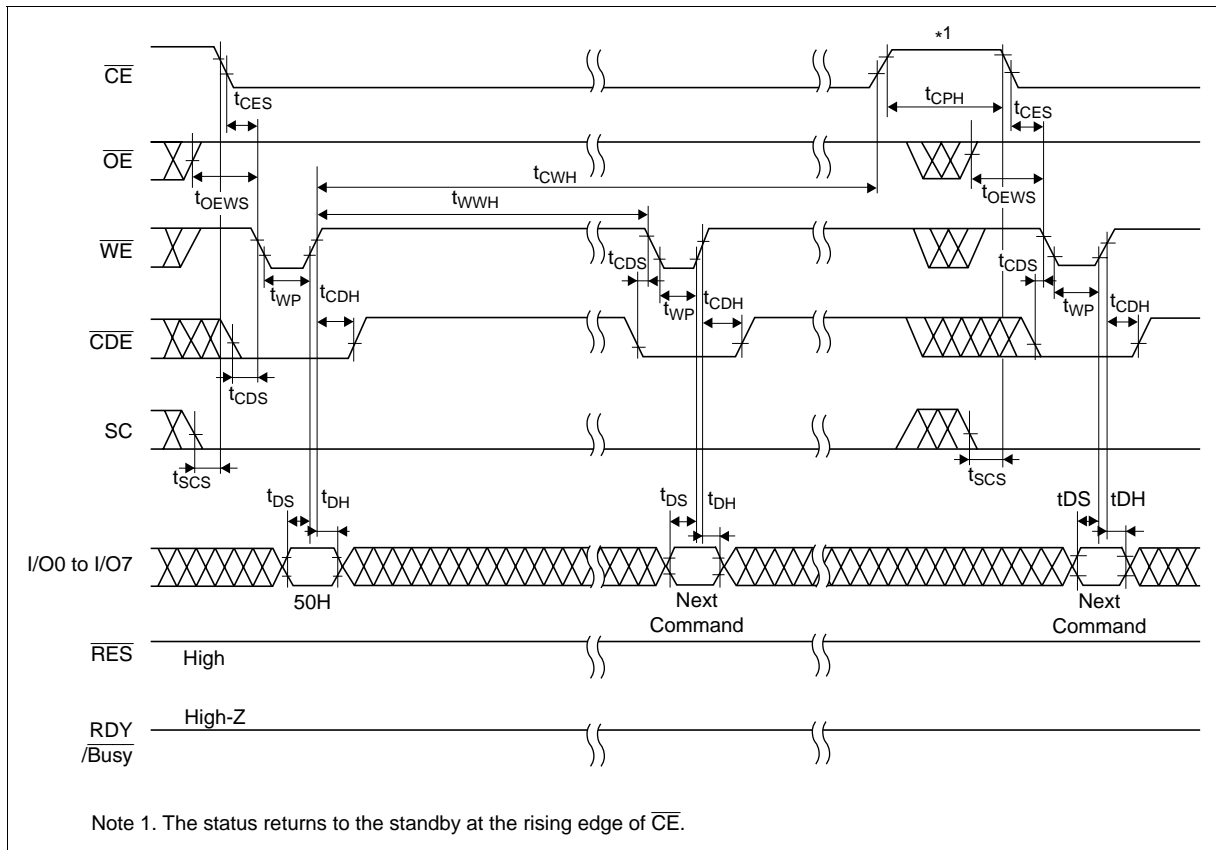 *1
CE
tCPH
tCES
tCES
OE
tCWH
tOEWS
tWWH
tOEWS
WE
tCDS
tCDS
tWP
tCDH
tWP
tCDH
tWP
tCDH
CDE
tCDS
SC
tSCS
tSCS
tDS
tDH
tDS
tDH
tDS
tDH
I/O0 to I/O7
50H
Next
Command
Next
Command
RES
High
High-Z
RDY
/Busy
Note 1. The status returns to the standby at the rising edge of CE.